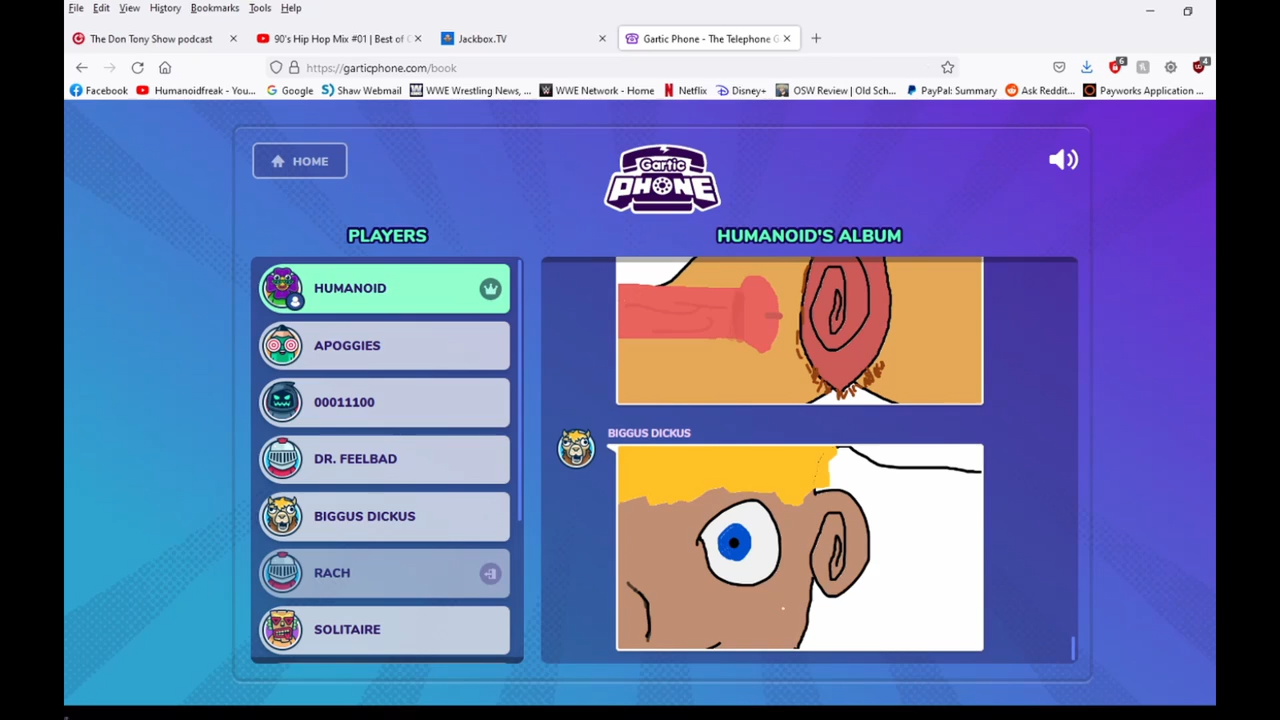 File Edit View History Bookmarks Tools Help
The Don Tony Show podcast
90's Hip Hop Mix #01 | Best of
Jackbox.TV
Gartic Phone - The Telephone G
https://garticphone.com/book
6
4
Facebook
Humanoidfreak - You...
Google
Shaw Webmail
WWE Wrestling News, ...
WWE Network - Home
Netflix
Disney+
OSW Review | Old Sch...
PayPal: Summary
Ask Reddit...
Payworks Application ...
HOME
Gartic
PHONE
PLAYERS
HUMANOID
APOGGIES
00011100
DR. FEELBAD
BIGGUS DICKUS
RACH
SOLITAIRE
HUMANOID'S ALBUM
BIGGUS DICKUS